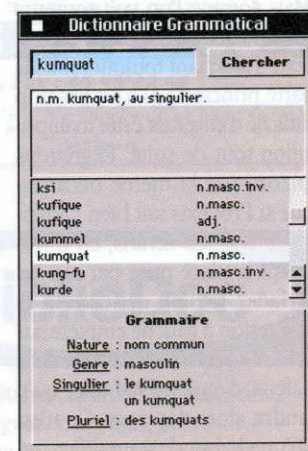 Dictionnaire Grammatical
kumquat Chercher
n.m. kumquat, au singulier.
ksi n.masc.inv.
kufique n.masc.
kufique adj.
kummel n.masc.
kumquat n.masc.
kung-fu n.masc.inv.
kurde n.masc.
Grammaire
Nature : nom commun
Genre : masculin
Singulier : le kumquat
un kumquat
Pluriel : des kumquats